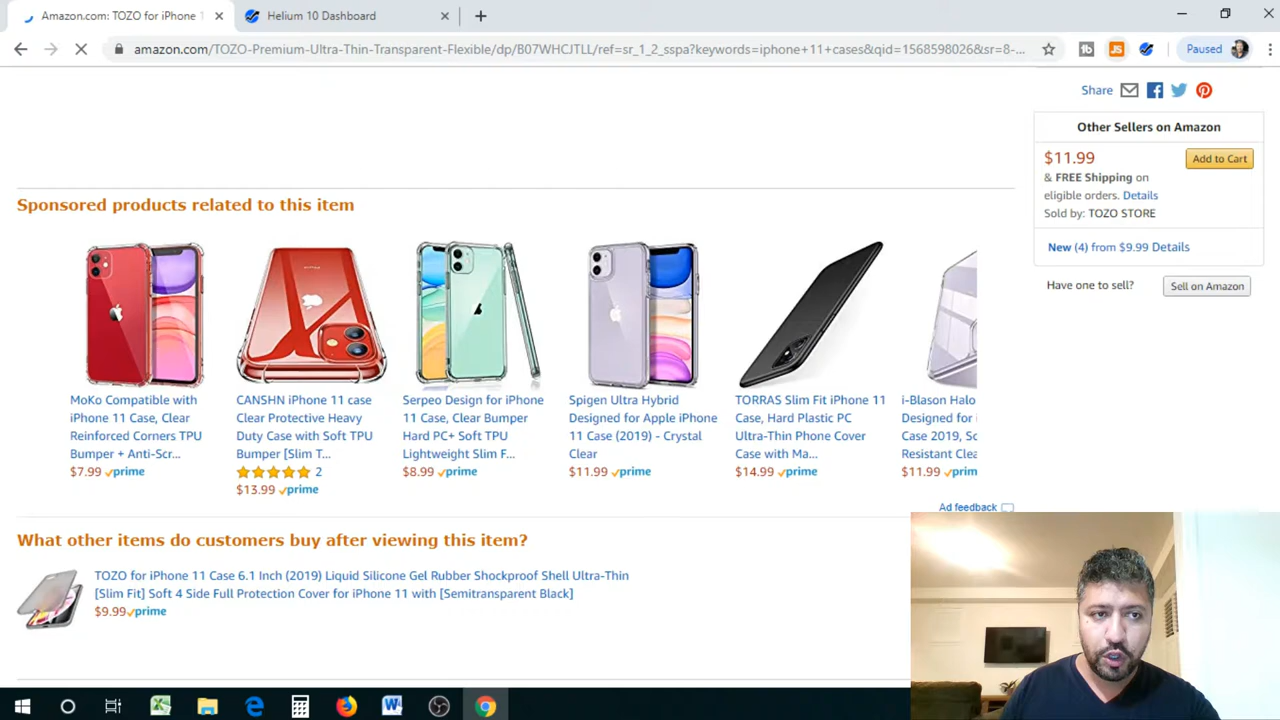 Amazon.com: TOZO for iPhone 1
Helium 10 Dashboard
amazon.com/TOZO-Premium-Ultra-Thin-Transparent-Flexible/dp/B07WHCJTLL/ref=sr_1_2_sspa?keywords=iphone+11+cases&qid=1568598026&sr=8-...
tb
JS
Paused
Share
Other Sellers on Amazon
$11.99
Add to Cart
& FREE Shipping on
eligible orders. Details
Sold by: TOZO STORE
New (4) from $9.99 Details
Have one to sell?
Sell on Amazon
Sponsored products related to this item
MoKo Compatible with
iPhone 11 Case, Clear
Reinforced Corners TPU
Bumper + Anti-Scr...
$7.99 prime
CANSHN iPhone 11 case
Clear Protective Heavy
Duty Case with Soft TPU
Bumper [Slim T...
2
$13.99 prime
Serpeo Design for iPhone
11 Case, Clear Bumper
Hard PC+ Soft TPU
Lightweight Slim F...
$8.99 prime
Spigen Ultra Hybrid
Designed for Apple iPhone
11 Case (2019) - Crystal
Clear
$11.99 prime
TORRAS Slim Fit iPhone 11
Case, Hard Plastic PC
Ultra-Thin Phone Cover
Case with Ma...
$14.99 prime
i-Blason Halo
Designed for i
Case 2019, Sc
Resistant Clea
$11.99 prim
Ad feedback
What other items do customers buy after viewing this item?
TOZO for iPhone 11 Case 6.1 Inch (2019) Liquid Silicone Gel Rubber Shockproof Shell Ultra-Thin
[Slim Fit] Soft 4 Side Full Protection Cover for iPhone 11 with [Semitransparent Black]
$9.99 prime